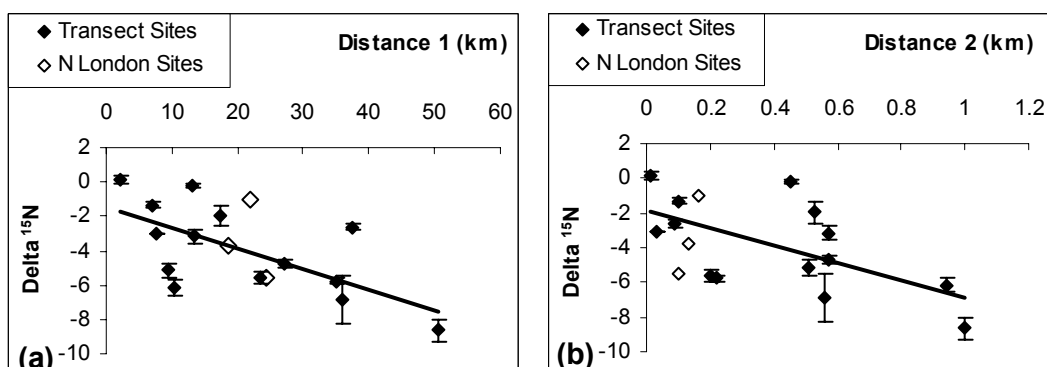 Transect Sites
N London Sites
Distance 1 (km)
0 10 20 30 40 50 60
2
0
-2
-4
-6
-8
-10
Delta ¹⁵N
(a)
Transect Sites
N London Sites
Distance 2 (km)
0 0.2 0.4 0.6 0.8 1 1.2
2
0
-2
-4
-6
-8
-10
Delta ¹⁵N
(b)